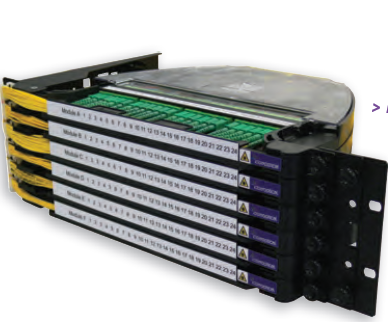 >
Module A 1 2 3 4 5 6 7 8 9 10 11 12 13 14 15 16 17 18 19 20 21 22 23 24
Module B 1 2 3 4 5 6 7 8 9 10 11 12 13 14 15 16 17 18 19 20 21 22 23 24
Module C 1 2 3 4 5 6 7 8 9 10 11 12 13 14 15 16 17 18 19 20 21 22 23 24
Module D 1 2 3 4 5 6 7 8 9 10 11 12 13 14 15 16 17 18 19 20 21 22 23 24
Module E 1 2 3 4 5 6 7 8 9 10 11 12 13 14 15 16 17 18 19 20 21 22 23 24
Module F 1 2 3 4 5 6 7 8 9 10 11 12 13 14 15 16 17 18 19 20 21 22 23 24